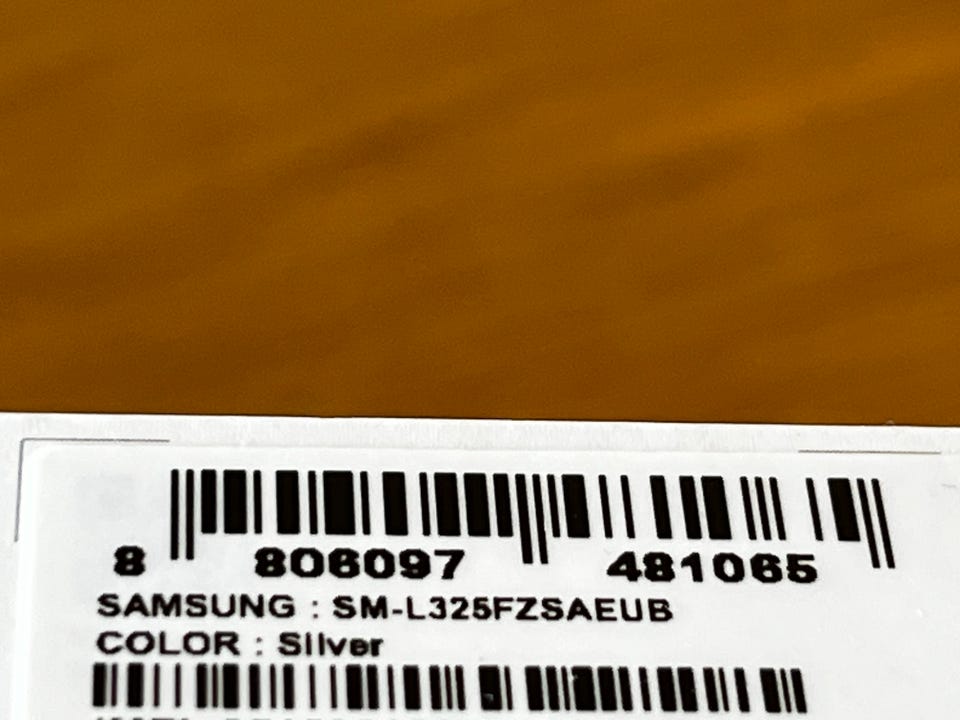 8 806097 481065
SAMSUNG : SM-L325FZSAEUB
COLOR : Silver